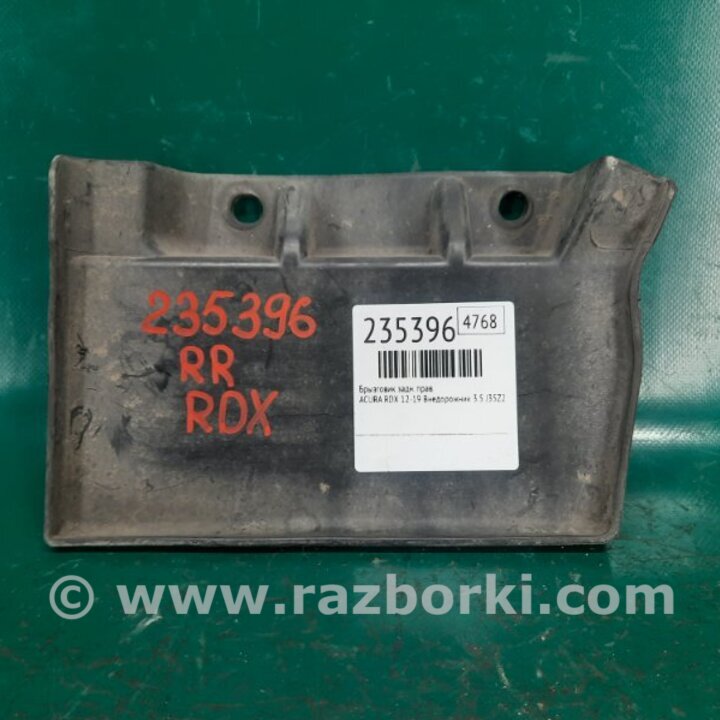 235396
RR
RDX
235396 4768
Брызговик задн. прав.
ACURA RDX 12-19 Внедорожник 3.5 J35Z2
© www.razborki.com